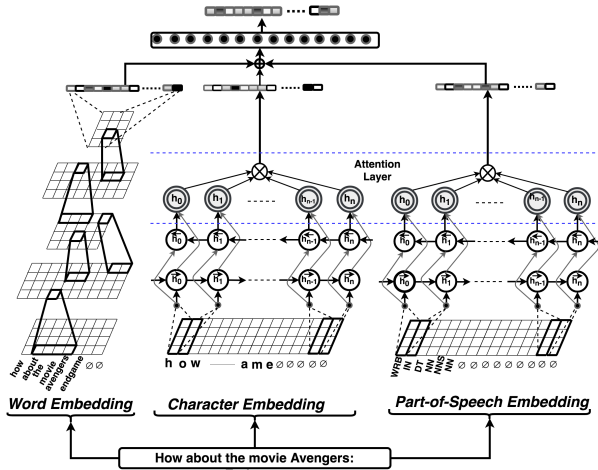 Attention
Layer
h0 h1 hn-1 hn h0 h1 hn-1 hn
h0 h1 hn-1 hn h0 h1 hn-1 hn
h0 h1 hn-1 hn h0 h1 hn-1 hn
how about the movie avengers endgame ∅ ∅
h o w a m e ∅ ∅ ∅ ∅ ∅ ∅
WRB IN DT NN NNS NN ∅ ∅ ∅ ∅ ∅ ∅ ∅ ∅ ∅
Word Embedding
Character Embedding
Part-of-Speech Embedding
How about the movie Avengers: